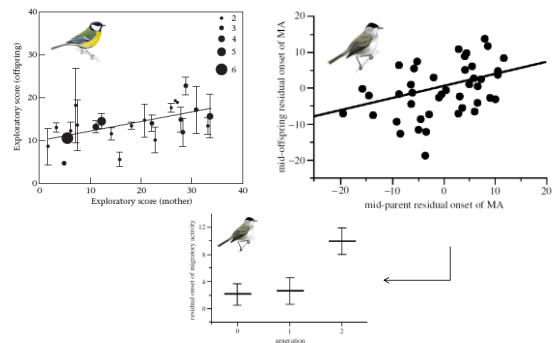 40
30
20
10
0
Exploratory score (offspring)
0 10 20 30 40
Exploratory score (mother)
2
3
4
5
6
20
10
0
−10
−20
mid-offspring residual onset of MA
−20 −10 0 10 20
mid-parent residual onset of MA
12
8
4
0
residual onset of migratory activity
0 1 2
generation